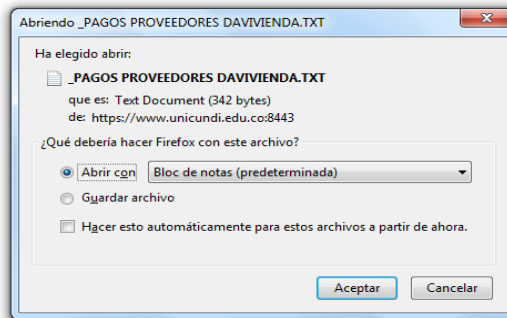 Abriendo _PAGOS PROVEEDORES DAVIVIENDA.TXT
Ha elegido abrir:
_PAGOS PROVEEDORES DAVIVIENDA.TXT
que es: Text Document (342 bytes)
de: https://www.unicundi.edu.co:8443
¿Qué debería hacer Firefox con este archivo?
Abrir con Bloc de notas (predeterminada)
Guardar archivo
Hacer esto automáticamente para estos archivos a partir de ahora.
Aceptar Cancelar